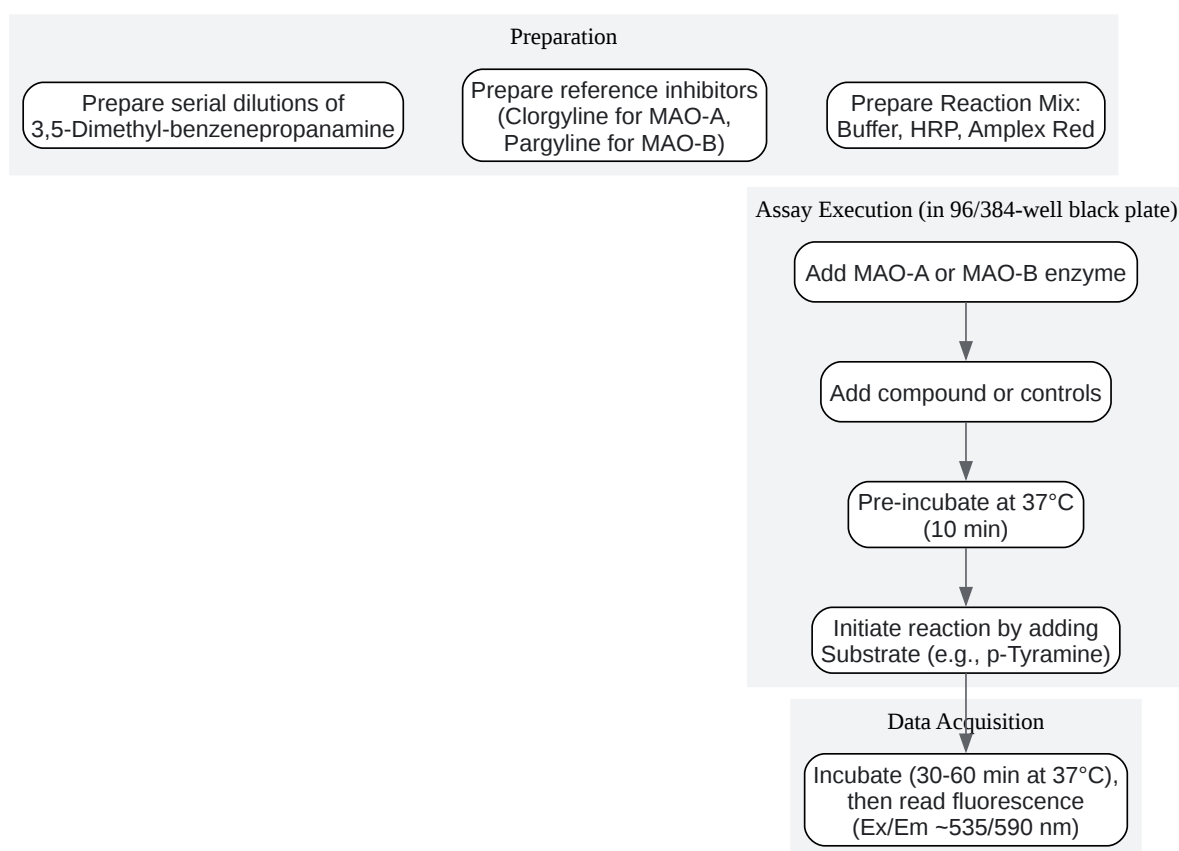 Preparation
Prepare serial dilutions of
3,5-Dimethyl-benzenepropanamine
Prepare reference inhibitors
(Clorgyline for MAO-A,
Pargyline for MAO-B)
Prepare Reaction Mix:
Buffer, HRP, Amplex Red
Assay Execution (in 96/384-well black plate)
Add MAO-A or MAO-B enzyme
Add compound or controls
Pre-incubate at 37°C
(10 min)
Initiate reaction by adding
Substrate (e.g., p-Tyramine)
Data Acquisition
Incubate (30-60 min at 37°C),
then read fluorescence
(Ex/Em ~535/590 nm)